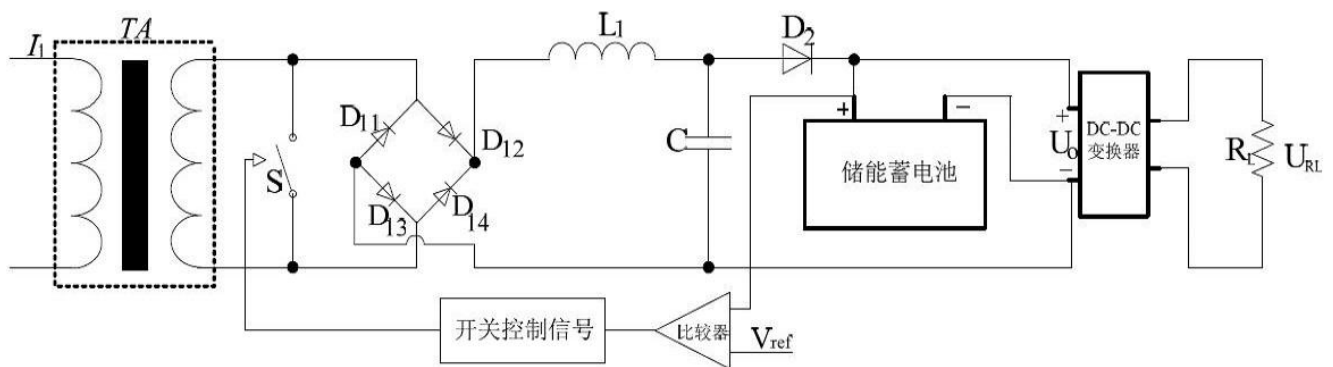 TA
I1
S
D11
D12
D13
D14
L1
C
D2
+
−
储能蓄电池
+
Uo
−
DC-DC
变换器
RL
URL
开关控制信号
比较器
Vref